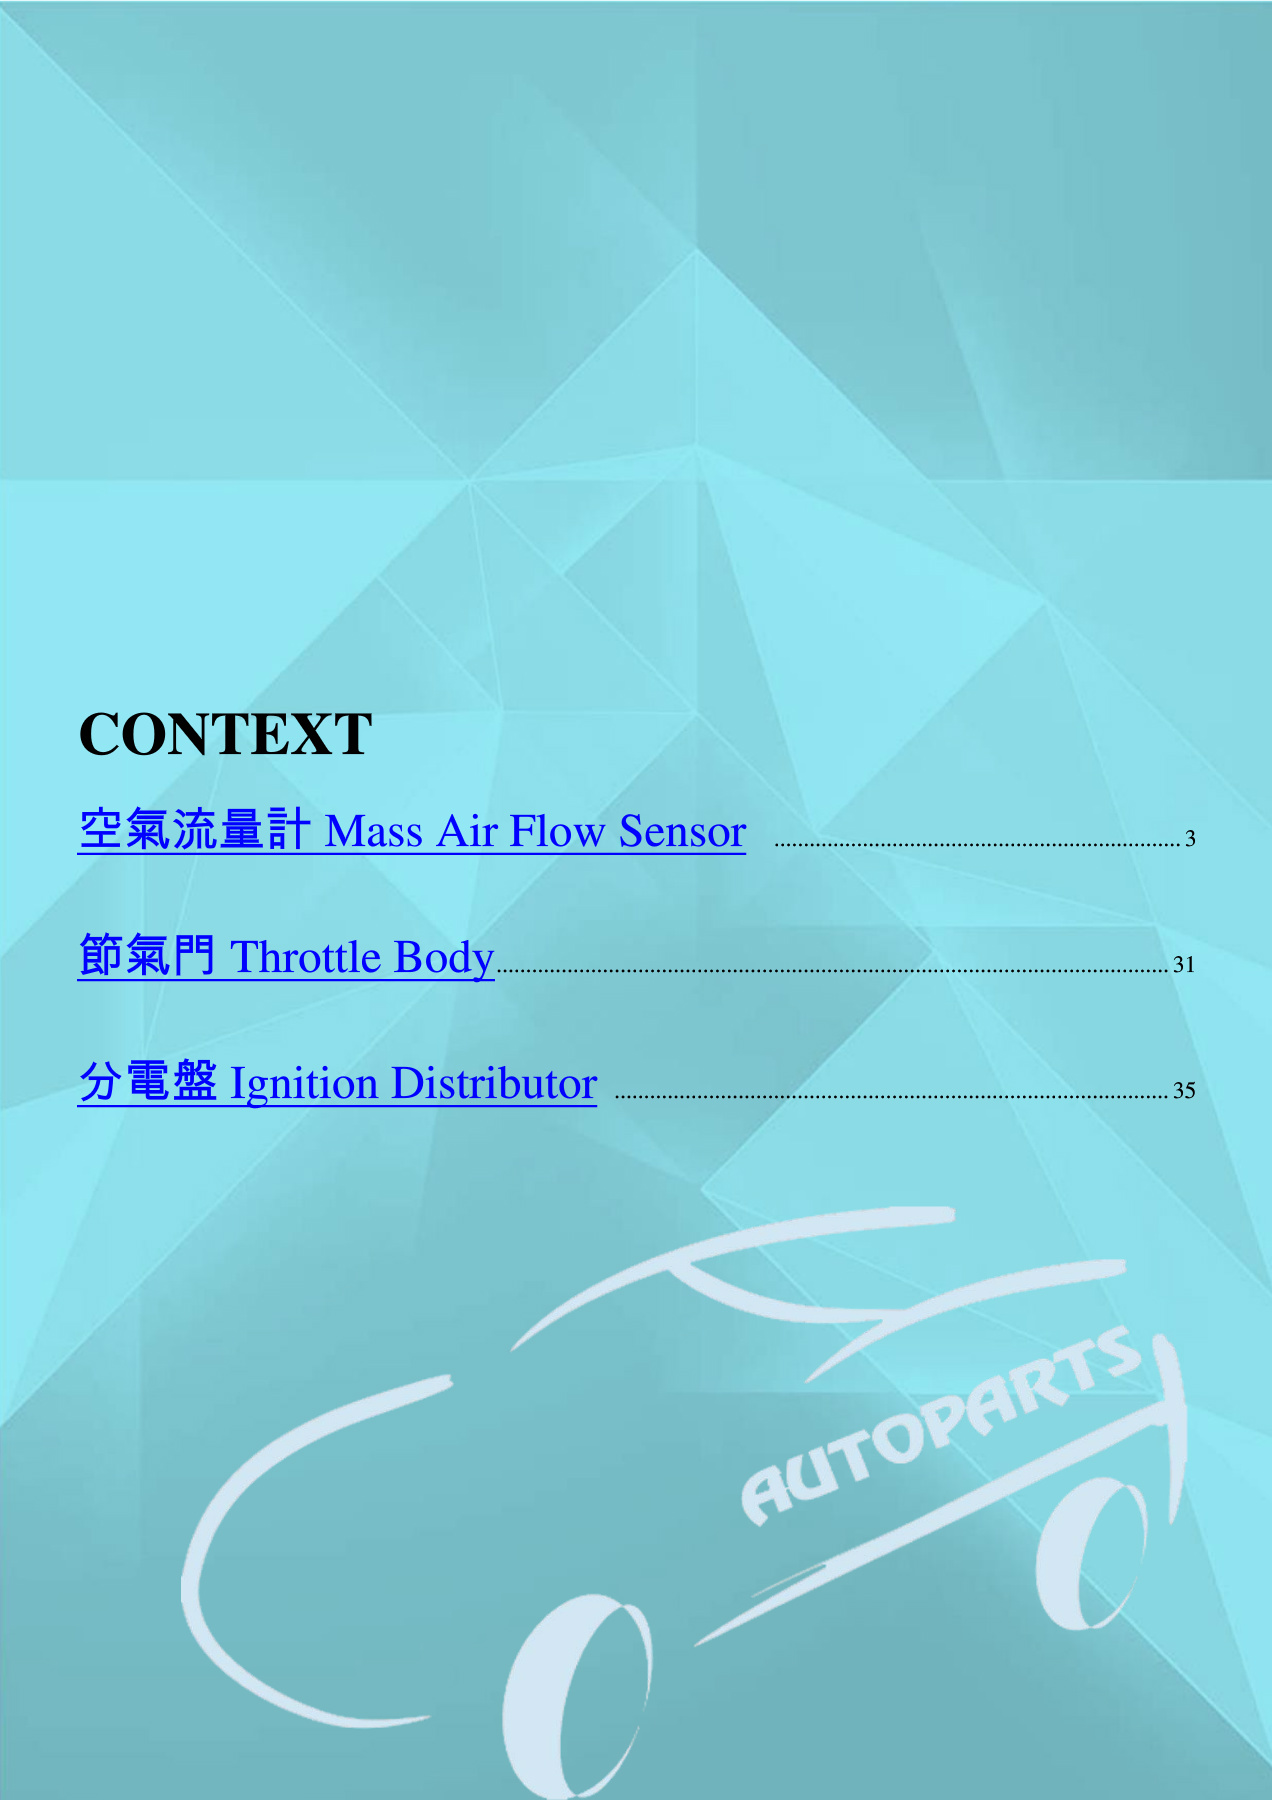 CONTEXT
空氣流量計 Mass Air Flow Sensor ..................................................................... 3
節氣門 Throttle Body.................................................................................................................. 31
分電盤 Ignition Distributor .............................................................................................. 35
AUTOPARTS